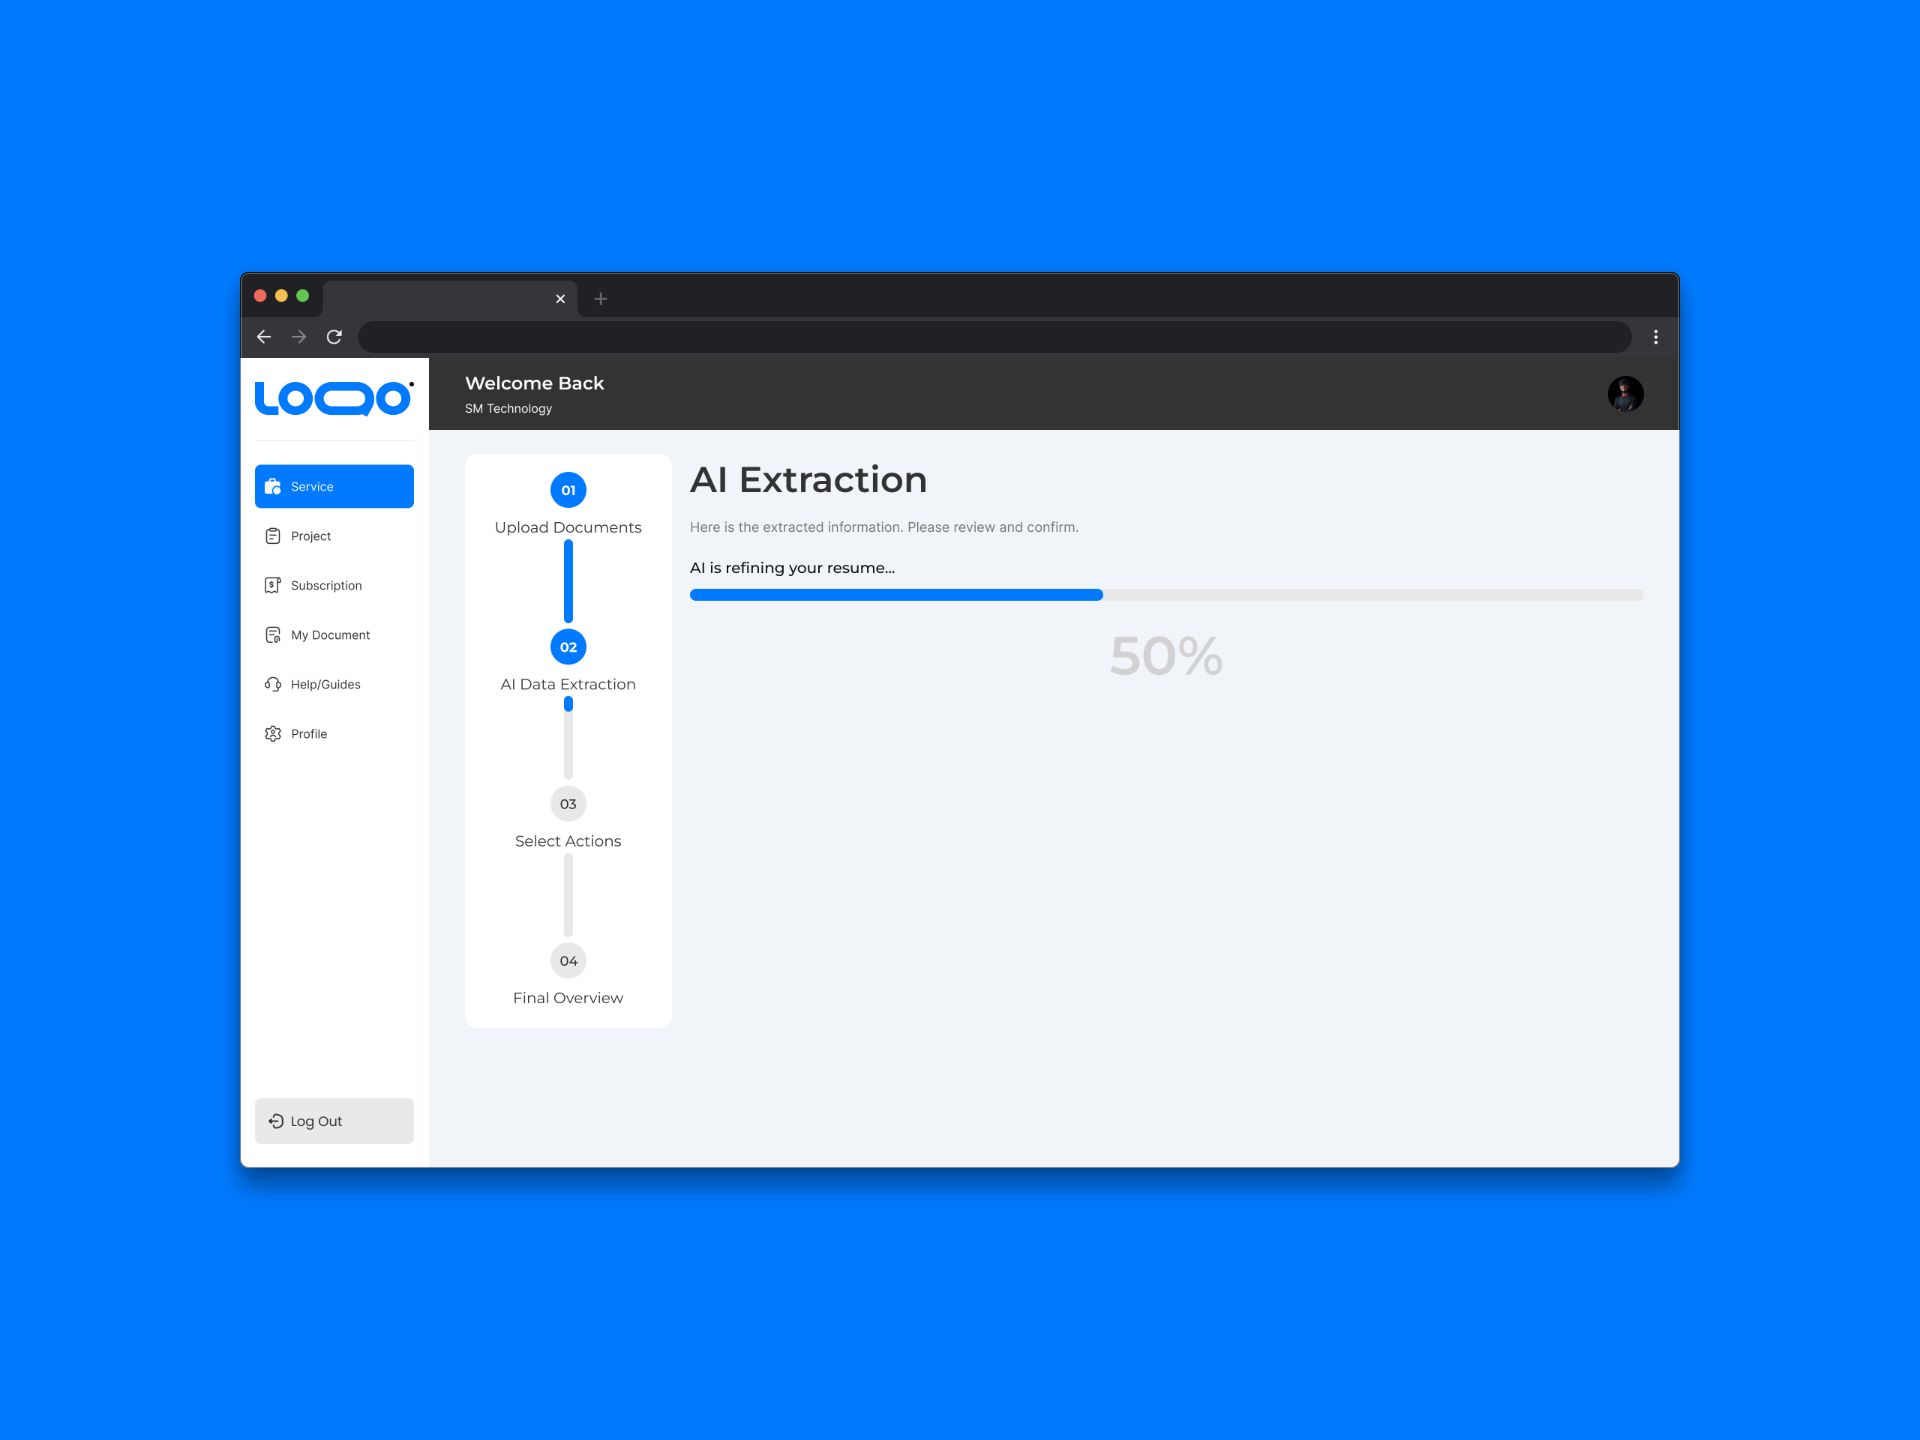 LOQO
Service
Project
Subscription
My Document
Help/Guides
Profile
Log Out
Welcome Back
SM Technology
01
Upload Documents
02
AI Data Extraction
03
Select Actions
04
Final Overview
AI Extraction
Here is the extracted information. Please review and confirm.
AI is refining your resume...
50%